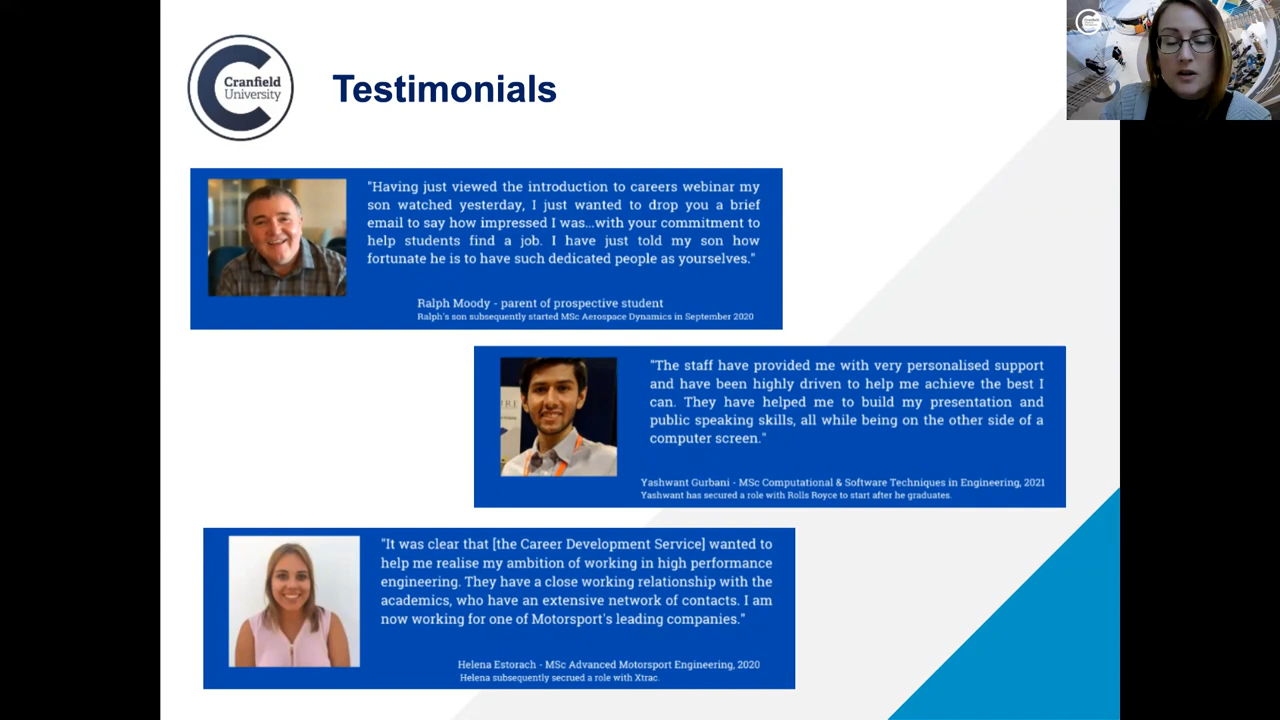 Cranfield
University
Testimonials
"Having just viewed the introduction to careers webinar my
son watched yesterday, I just wanted to drop you a brief
email to say how impressed I was...with your commitment to
help students find a job. I have just told my son how
fortunate he is to have such dedicated people as yourselves."
Ralph Moody - parent of prospective student
Ralph's son subsequently started MSc Aerospace Dynamics in September 2020
"The staff have provided me with very personalised support
and have been highly driven to help me achieve the best I
can. They have helped me to build my presentation and
public speaking skills, all while being on the other side of a
computer screen."
Yashwant Gurbani - MSc Computational & Software Techniques in Engineering, 2021
Yashwant has secured a role with Rolls Royce to start after he graduates.
"It was clear that [the Career Development Service] wanted to
help me realise my ambition of working in high performance
engineering. They have a close working relationship with the
academics, who have an extensive network of contacts. I am
now working for one of Motorsport's leading companies."
Helena Estorach - MSc Advanced Motorsport Engineering, 2020
Helena subsequently secrued a role with Xtrac.